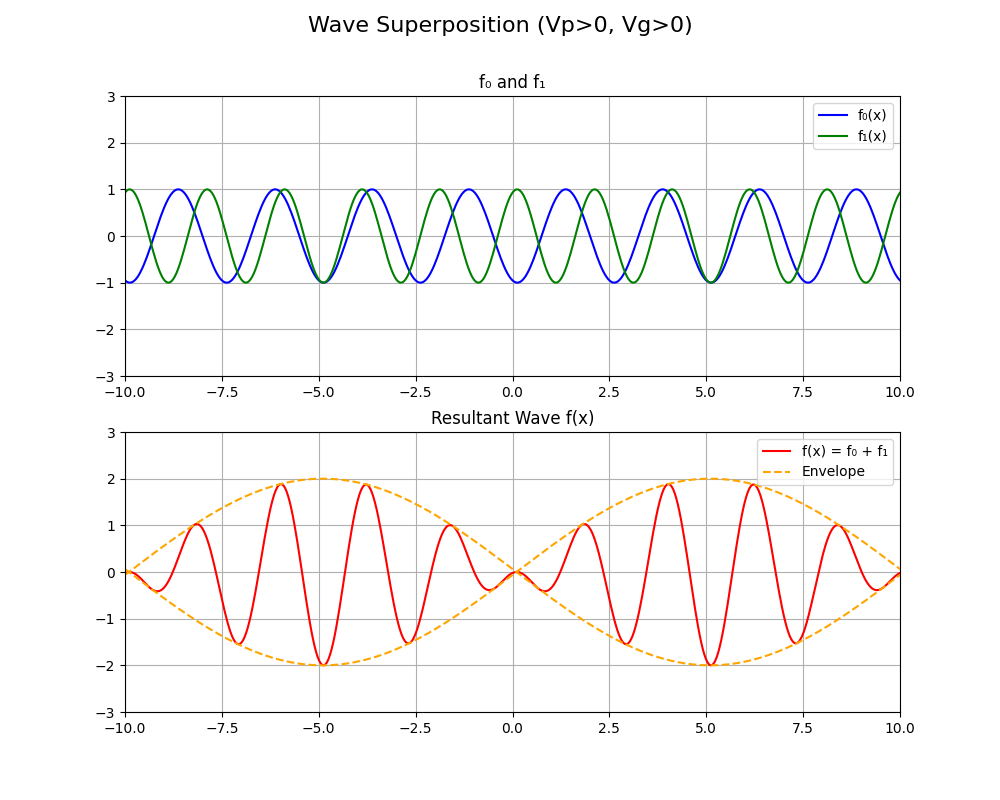 Wave Superposition (Vp>0, Vg>0)
f₀ and f₁
3
2
1
0
−1
−2
−3
f₀(x)
f₁(x)
−10.0 −7.5 −5.0 −2.5 0.0 2.5 5.0 7.5 10.0
Resultant Wave f(x)
3
2
1
0
−1
−2
−3
f(x) = f₀ + f₁
Envelope
−10.0 −7.5 −5.0 −2.5 0.0 2.5 5.0 7.5 10.0